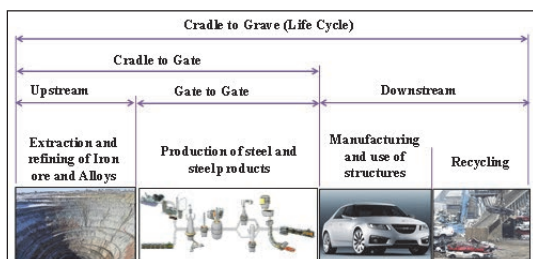 Cradle to Grave (Life Cycle)
Cradle to Gate
Upstream
Gate to Gate
Downstream
Extraction and
refining of Iron
ore and Alloys
Production of steel and
steel products
Manufacturing
and use of
structures
Recycling